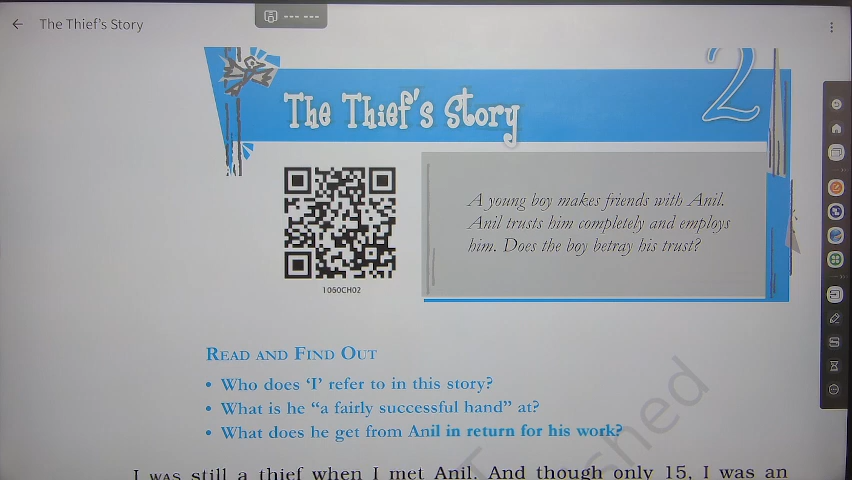 The Thief's Story
The Thief's Story
2
A young boy makes friends with Anil.
Anil trusts him completely and employs
him. Does the boy betray his trust?
1060CH02
READ AND FIND OUT
• Who does 'I' refer to in this story?
• What is he "a fairly successful hand" at?
• What does he get from Anil in return for his work?
I WAS still a thief when I met Anil. And though only 15, I was an